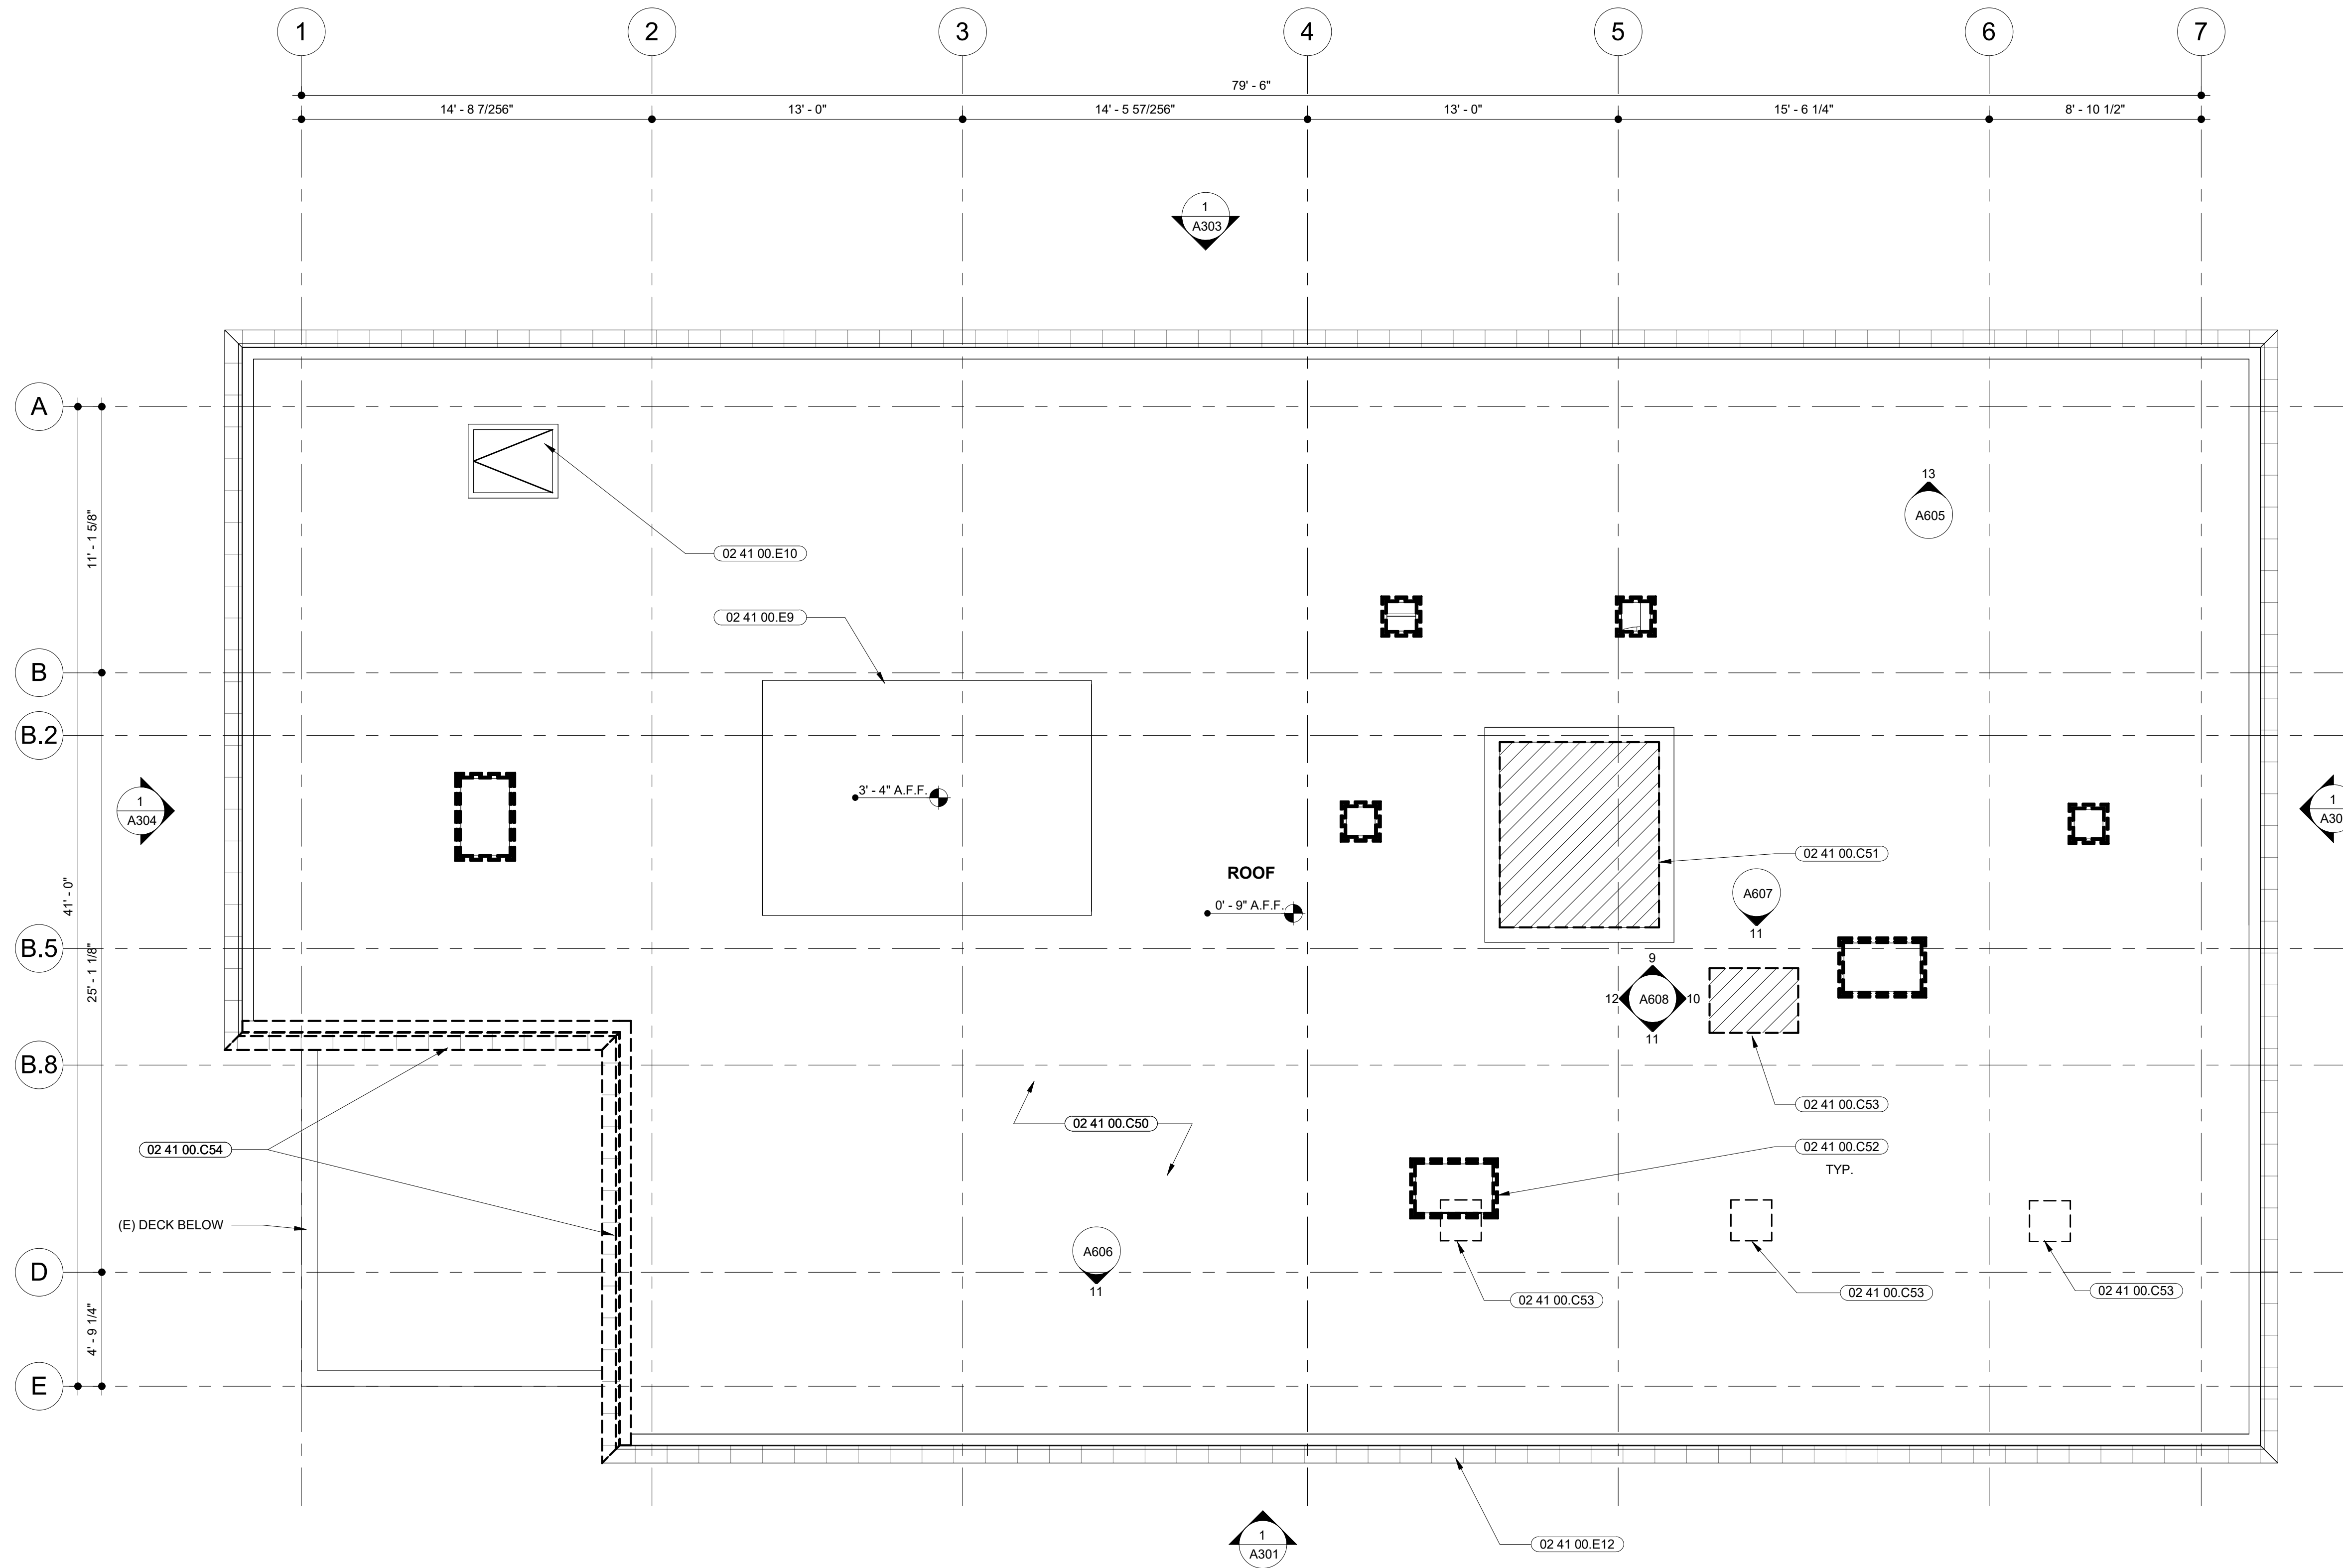 1
2
3
4
5
6
7
79' - 6"
14' - 8 7/256"
13' - 0"
14' - 5 57/256"
13' - 0"
15' - 6 1/4"
8' - 10 1/2"
1
A303
A
13
A605
11' - 1 5/8"
02 41 00.E10
02 41 00.E9
B
B.2
3' - 4" A.F.F.
1
A304
1
02 41 00.C51
ROOF
A607
11
41' - 0"
0' - 9" A.F.F.
B.5
25' - 1 1/8"
9
12
A608
10
11
B.8
02 41 00.C53
02 41 00.C50
02 41 00.C54
02 41 00.C52
TYP.
(E) DECK BELOW
A606
11
D
02 41 00.C53
02 41 00.C53
02 41 00.C53
4' - 9 1/4"
E
1
A301
02 41 00.E12